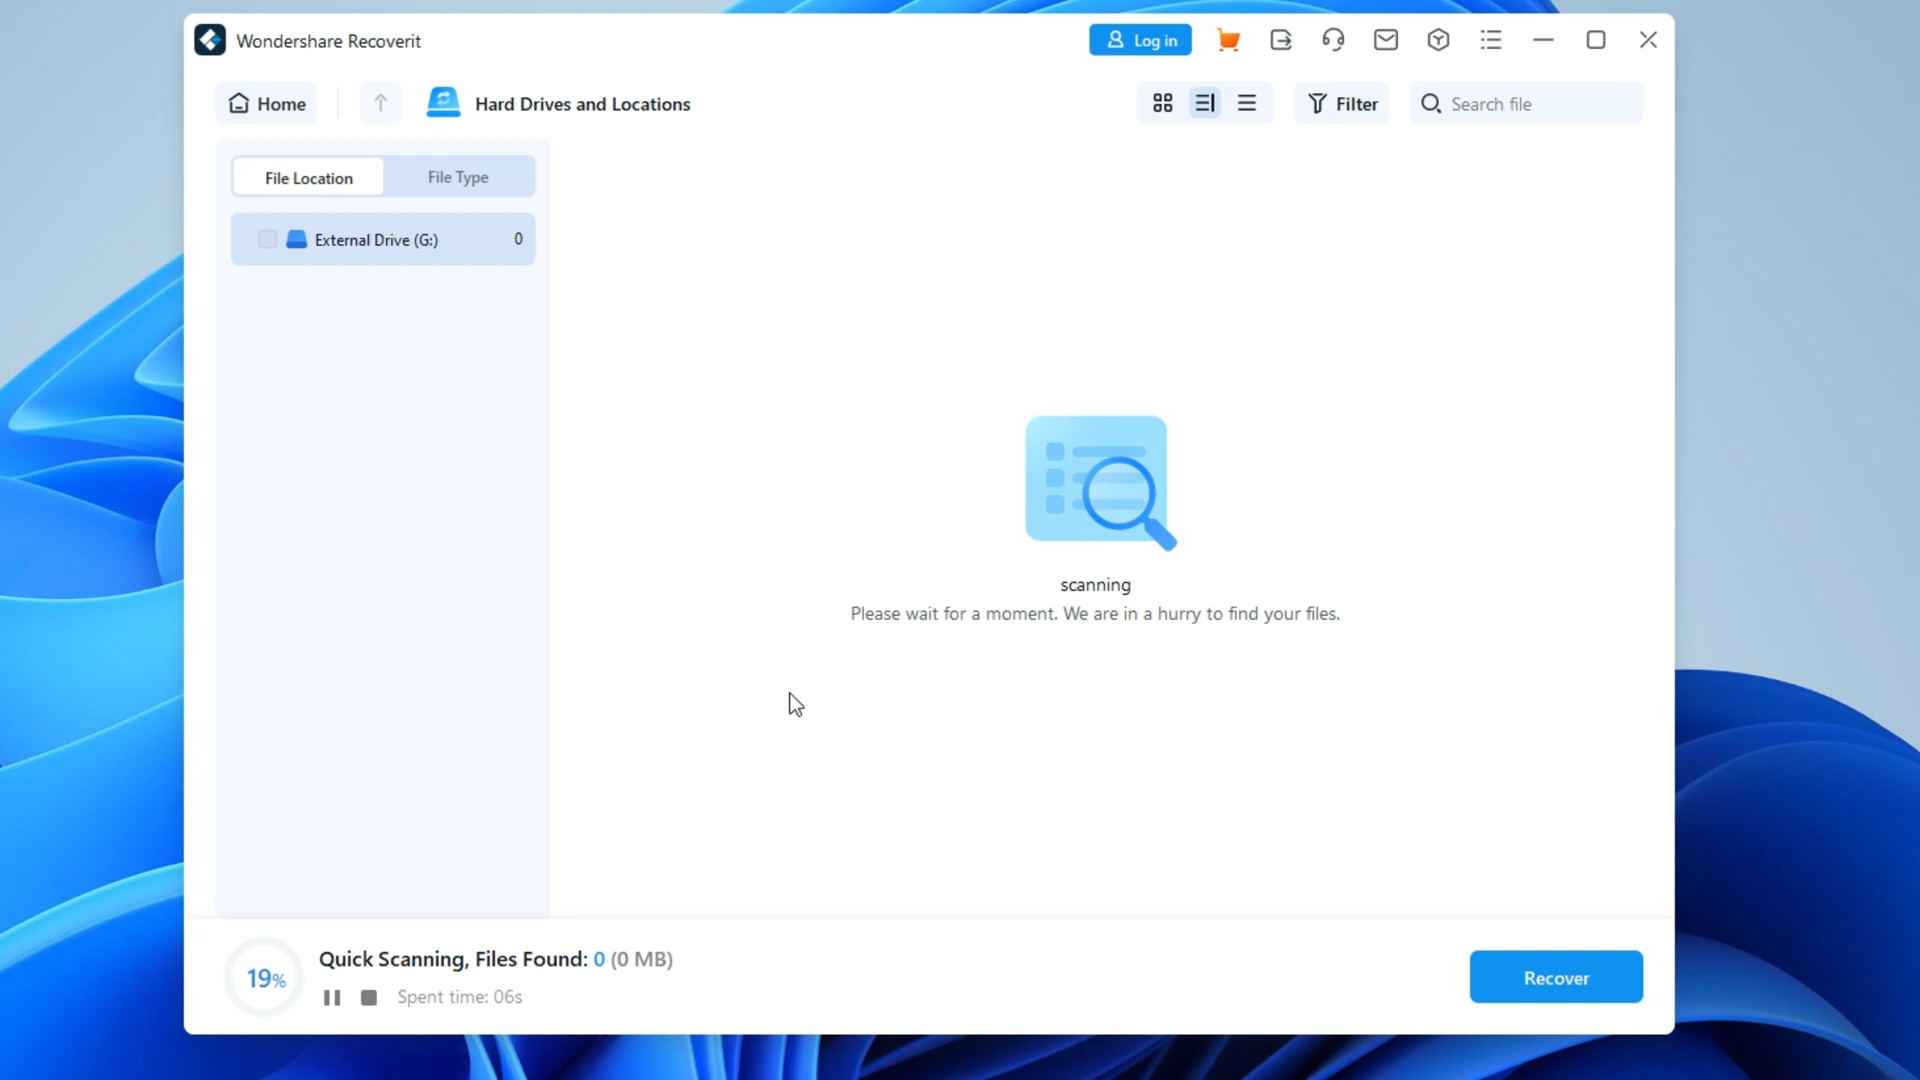 Wondershare Recoverit
Log in
Home
Hard Drives and Locations
Filter
Search file
File Location
File Type
External Drive (G:)
0
scanning
Please wait for a moment. We are in a hurry to find your files.
19%
Quick Scanning, Files Found: 0 (0 MB)
Spent time: 06s
Recover